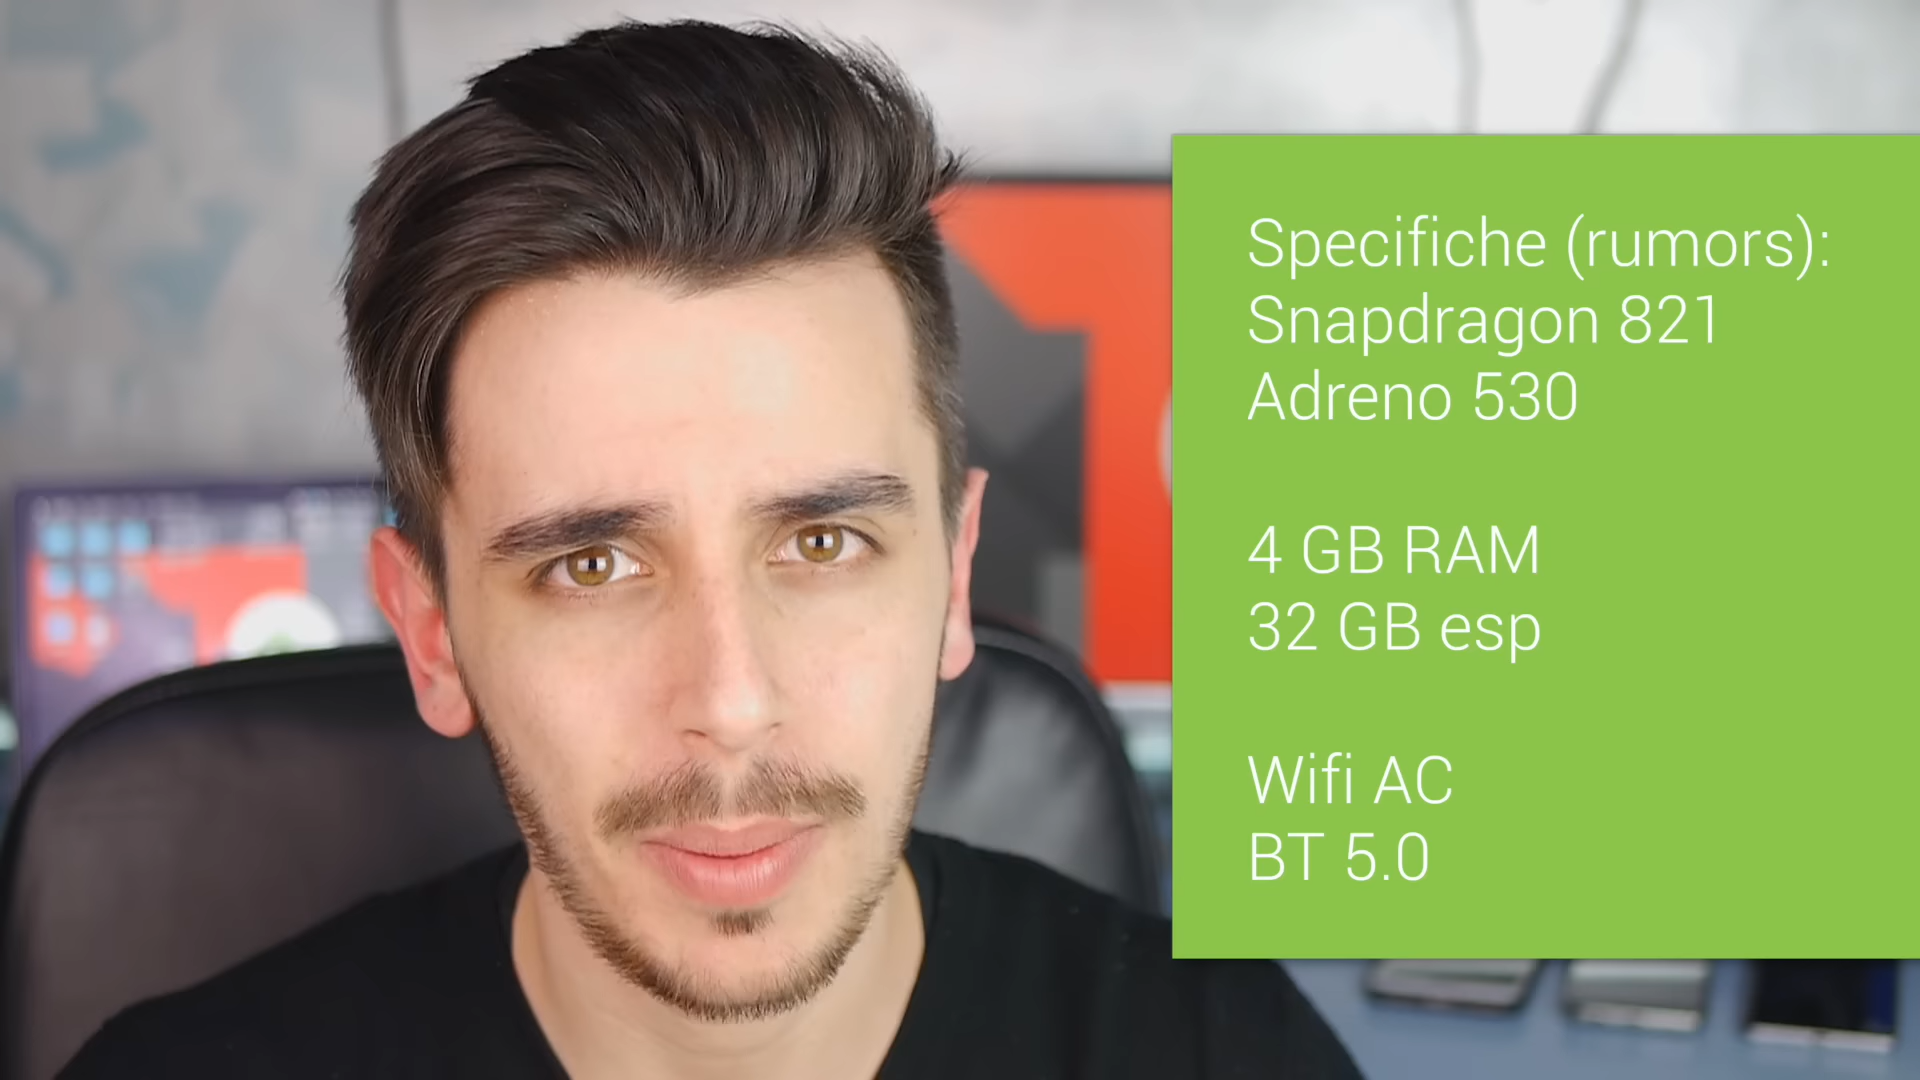 Specifiche (rumors):
Snapdragon 821
Adreno 530
4 GB RAM
32 GB esp
Wifi AC
BT 5.0